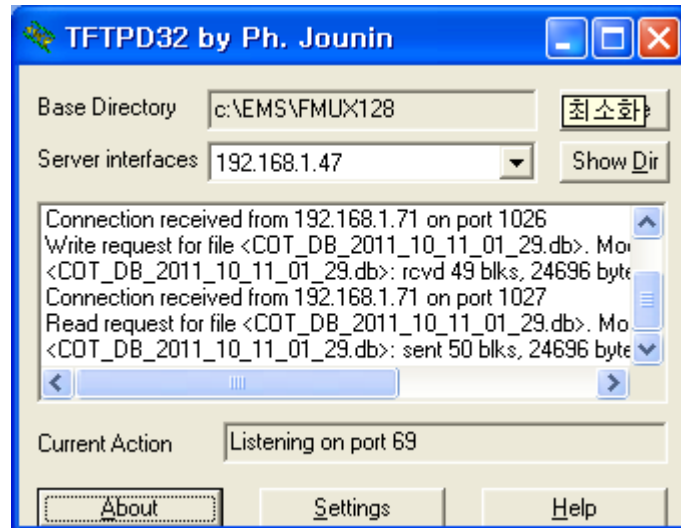 TFTPD32 by Ph. Jounin
Base Directory c:\EMS\FMUX128 최소화
Server interfaces 192.168.1.47 Show Dir
Connection received from 192.168.1.71 on port 1026
Write request for file <COT_DB_2011_10_11_01_29.db>. Mo
<COT_DB_2011_10_11_01_29.db>: rcvd 49 blks, 24696 byte
Connection received from 192.168.1.71 on port 1027
Read request for file <COT_DB_2011_10_11_01_29.db>. Mo
<COT_DB_2011_10_11_01_29.db>: sent 50 blks, 24696 byte
Current Action Listening on port 69
About Settings Help